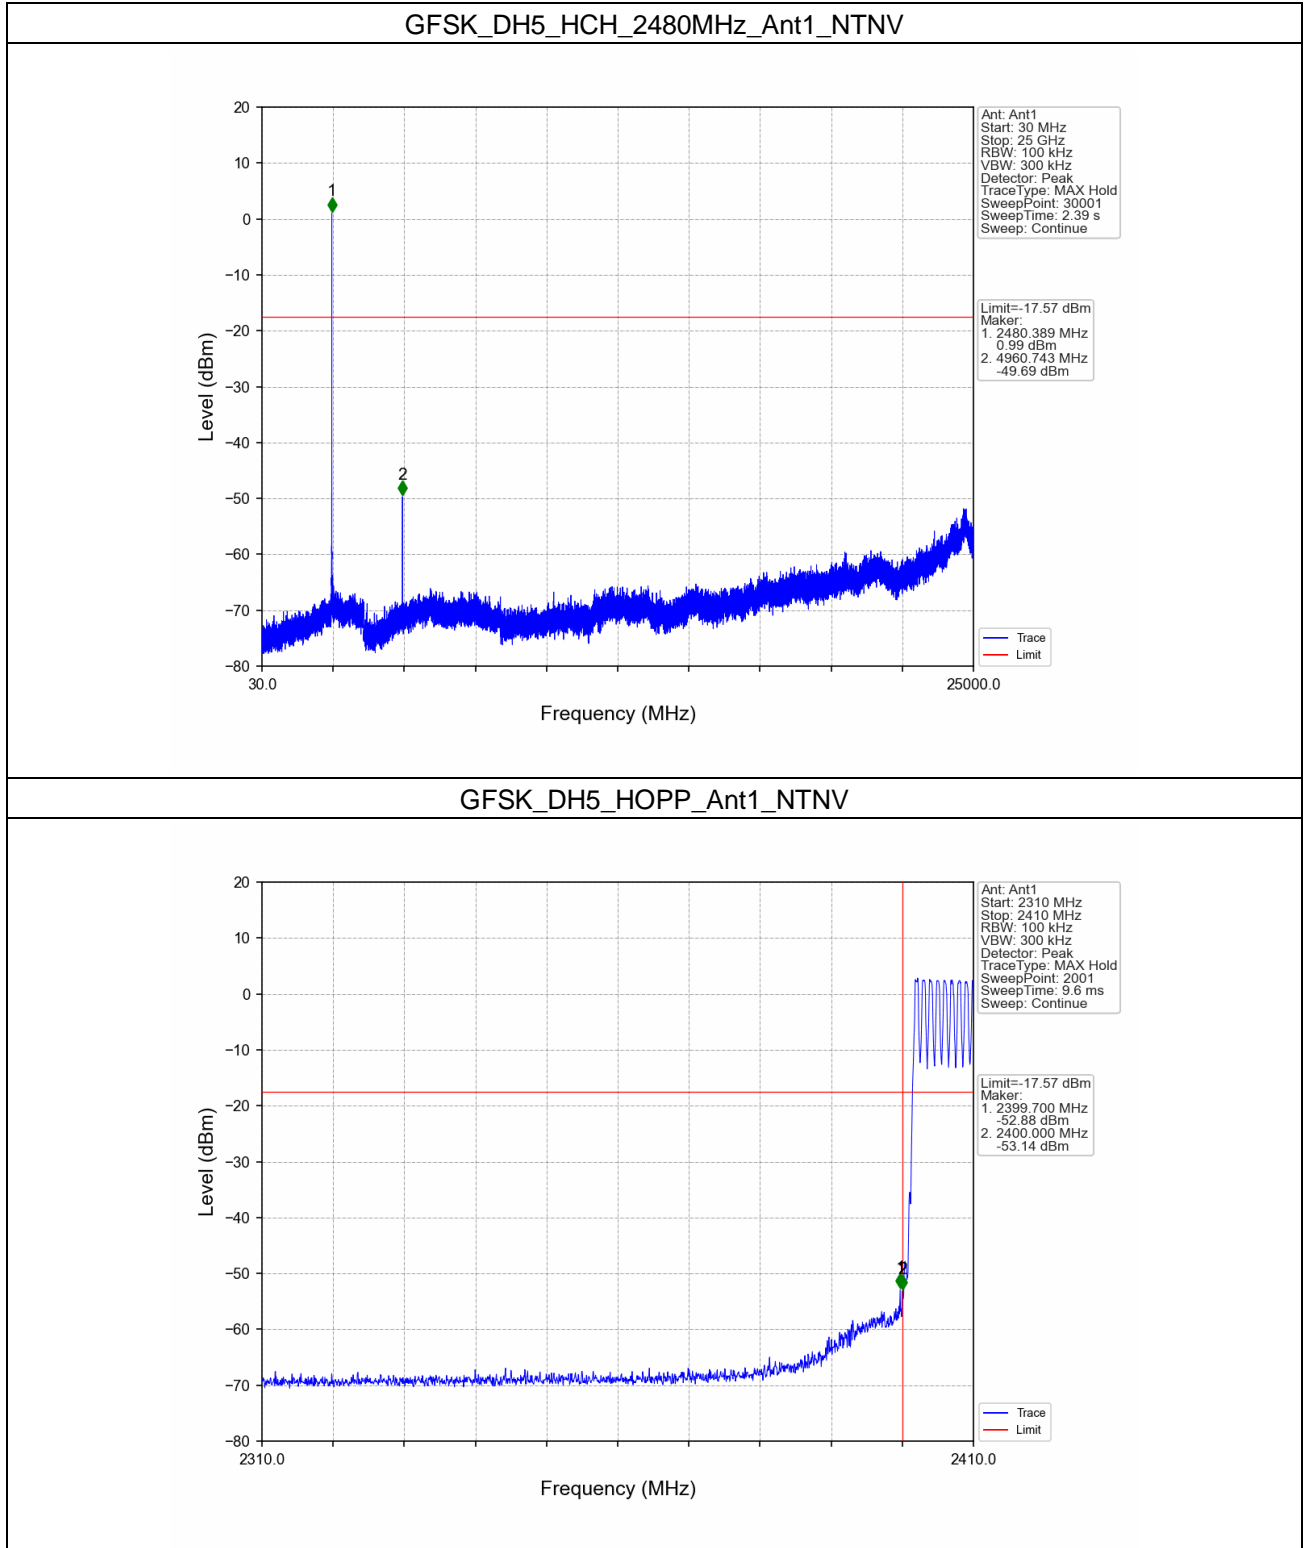 GFSK_DH5_HCH_2480MHz_Ant1_NTNV
20
10
0
−10
−20
−30
−40
−50
−60
−70
−80
Level (dBm)
1
2
30.0
25000.0
Frequency (MHz)
Ant: Ant1
Start: 30 MHz
Stop: 25 GHz
RBW: 100 kHz
VBW: 300 kHz
Detector: Peak
TraceType: MAX Hold
SweepPoint: 30001
SweepTime: 2.39 s
Sweep: Continue
Limit=-17.57 dBm
Maker:
1. 2480.389 MHz
0.99 dBm
2. 4960.743 MHz
-49.69 dBm
Trace
Limit
GFSK_DH5_HOPP_Ant1_NTNV
20
10
0
−10
−20
−30
−40
−50
−60
−70
−80
Level (dBm)
1
2
2310.0
2410.0
Frequency (MHz)
Ant: Ant1
Start: 2310 MHz
Stop: 2410 MHz
RBW: 100 kHz
VBW: 300 kHz
Detector: Peak
TraceType: MAX Hold
SweepPoint: 2001
SweepTime: 9.6 ms
Sweep: Continue
Limit=-17.57 dBm
Maker:
1. 2399.700 MHz
-52.88 dBm
2. 2400.000 MHz
-53.14 dBm
Trace
Limit